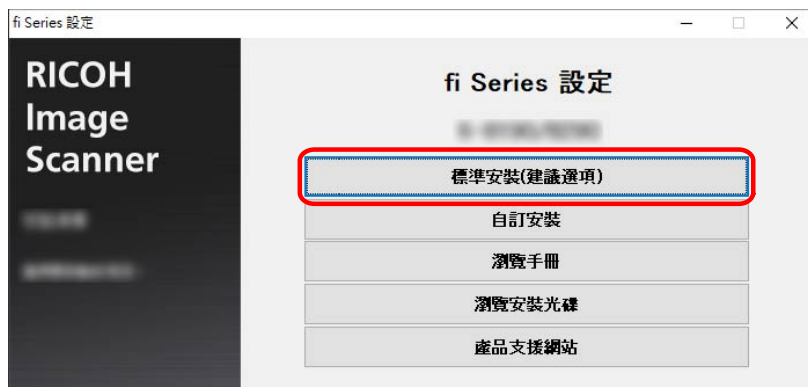 fi Series 設定
RICOH
Image
Scanner
fi Series 設定
標準安裝(建議選項)
自訂安裝
瀏覽手冊
瀏覽安裝光碟
產品支援網站